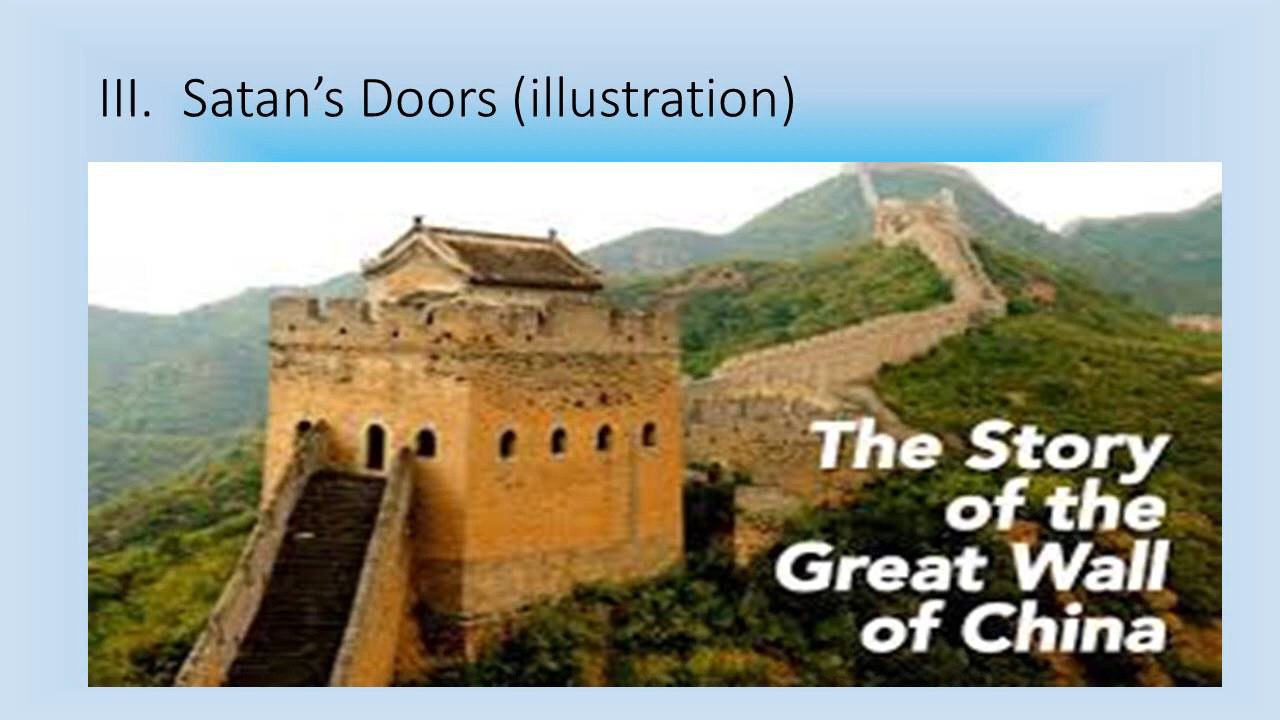 III. Satan’s Doors (illustration)
The Story
of the
Great Wall
of China